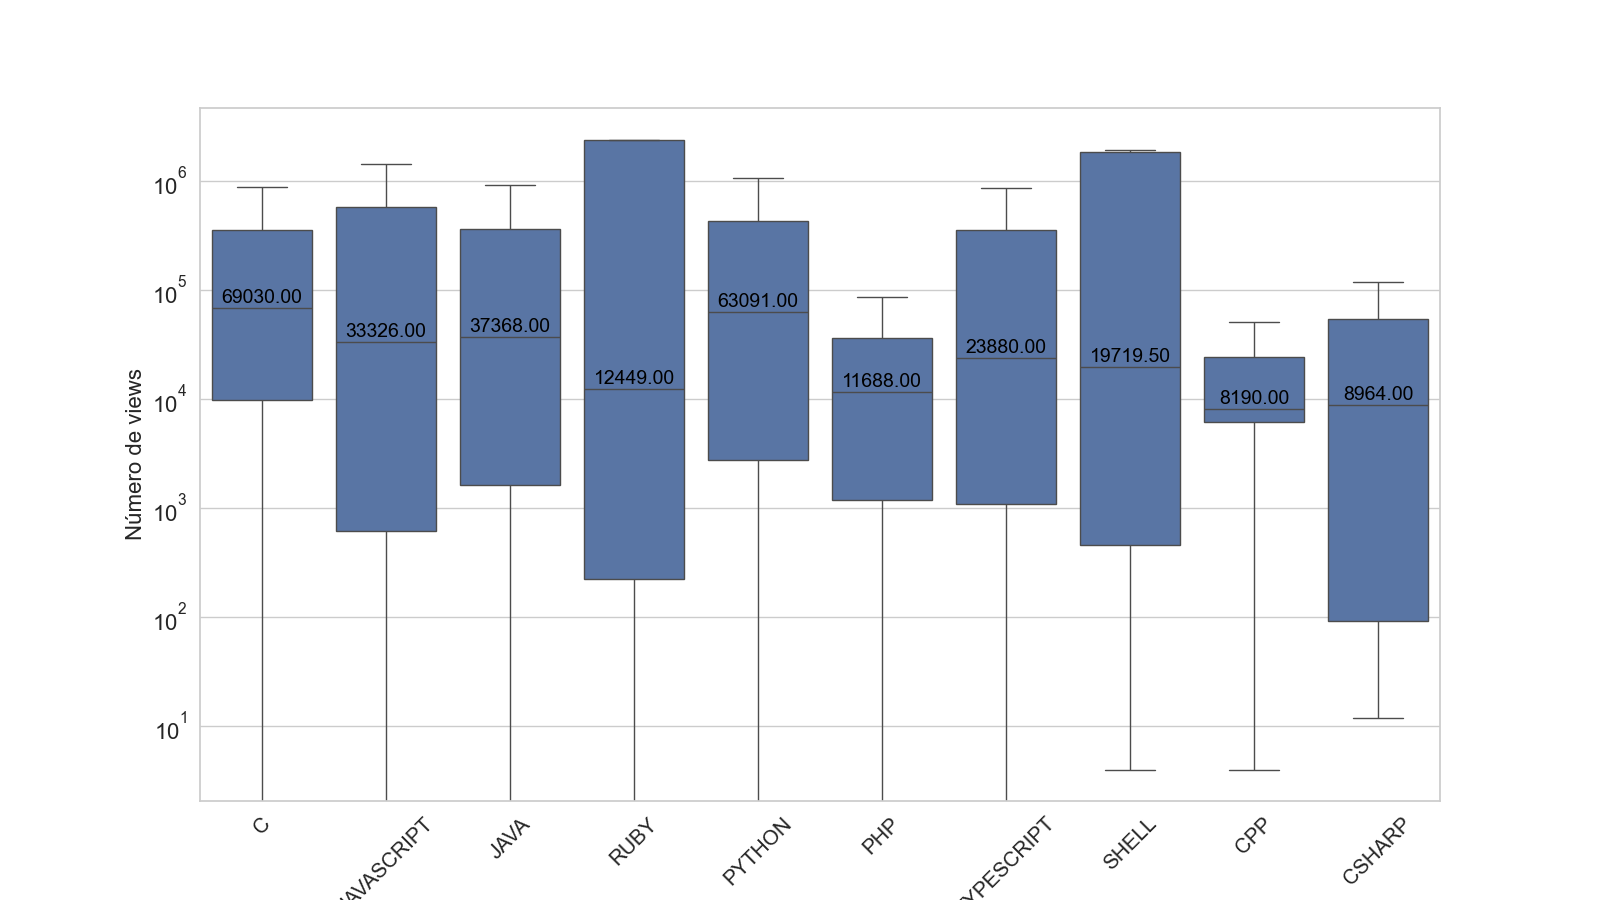 Número de views
10^6
10^5
10^4
10^3
10^2
10^1
69030.00
33326.00
37368.00
12449.00
63091.00
11688.00
23880.00
19719.50
8190.00
8964.00
C
JAVASCRIPT
JAVA
RUBY
PYTHON
PHP
TYPESCRIPT
SHELL
CPP
CSHARP